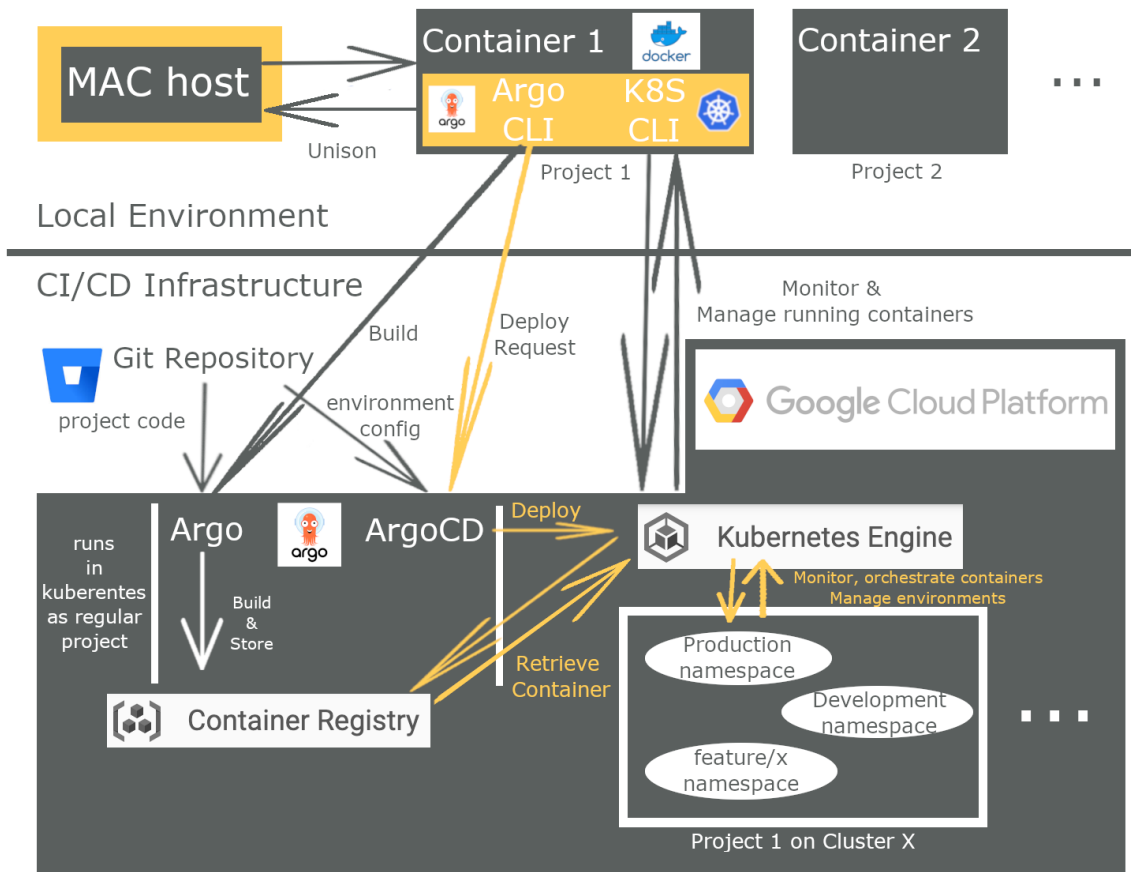 MAC host
Unison
Container 1
docker
argo
Argo
CLI
K8S
CLI
Project 1
Container 2
Project 2
...
Local Environment
CI/CD Infrastructure
Git Repository
project code
environment
config
Build
Deploy
Request
Monitor &
Manage running containers
Google Cloud Platform
runs
in
kuberentes
as regular
project
Argo
argo
ArgoCD
Deploy
Kubernetes Engine
Build
&
Store
Retrieve
Container
Container Registry
Monitor, orchestrate containers
Manage environments
Production
namespace
Development
namespace
feature/x
namespace
...
Project 1 on Cluster X